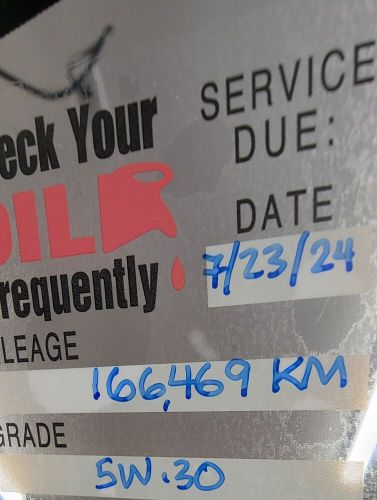 SERVICE
DUE:
eck Your
OIL
requently
DATE
7/23/24
LEAGE
166,469 KM
GRADE
5W.30